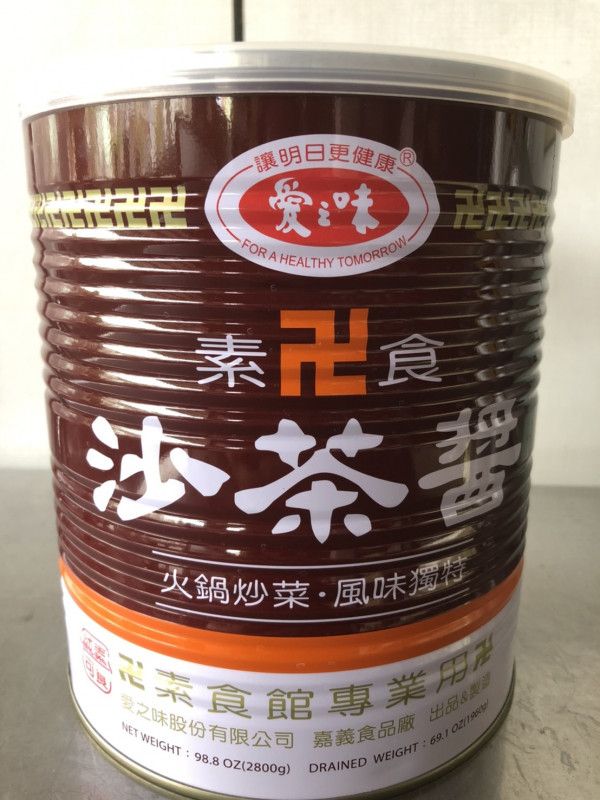 讓明日更健康®
愛之味
FOR A HEALTHY TOMORROW
卍卍卍卍卍 卍卍
素卍食
沙茶醬
火鍋炒菜·風味獨特
卍素食館專業用卍
愛之味股份有限公司 嘉義食品廠 出品&製造
NET WEIGHT : 98.8 OZ(2800g) DRAINED WEIGHT : 69.1 OZ(1960g)